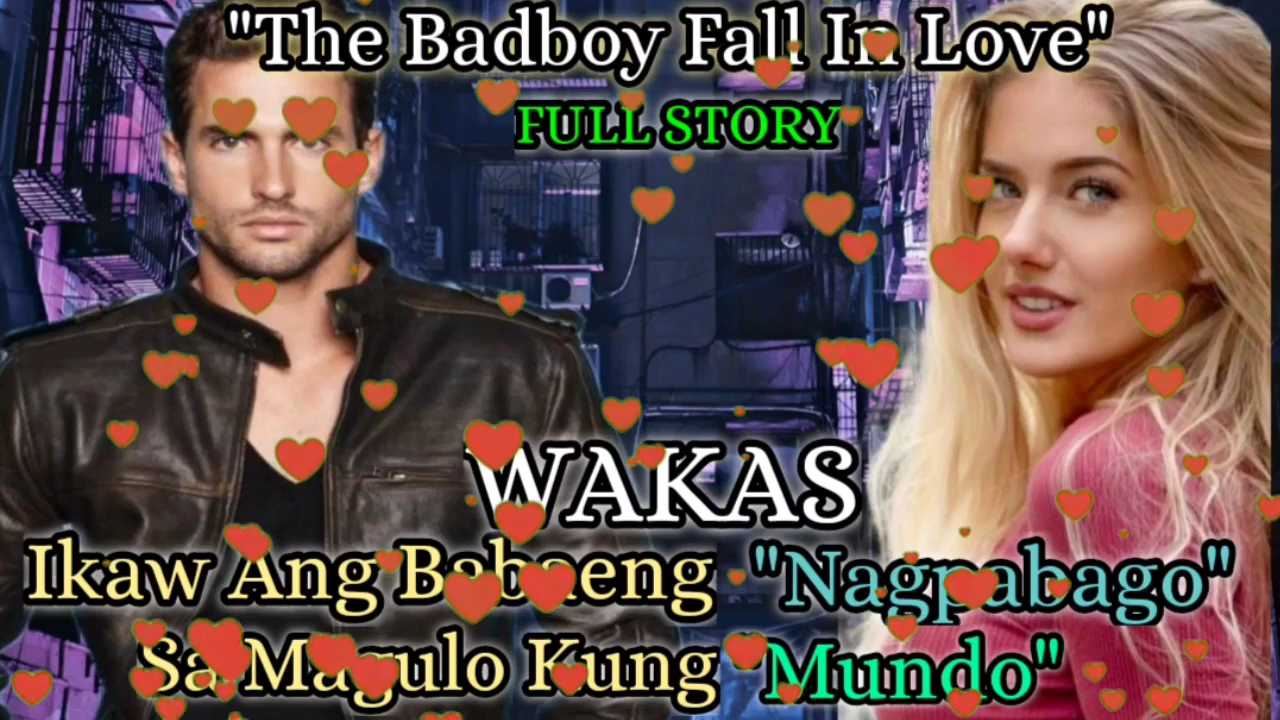 "The Badboy Fall In Love"
FULL STORY
WAKAS
Ikaw Ang Babaeng "Nagpabago"
Sa Magulo Kung "Mundo"